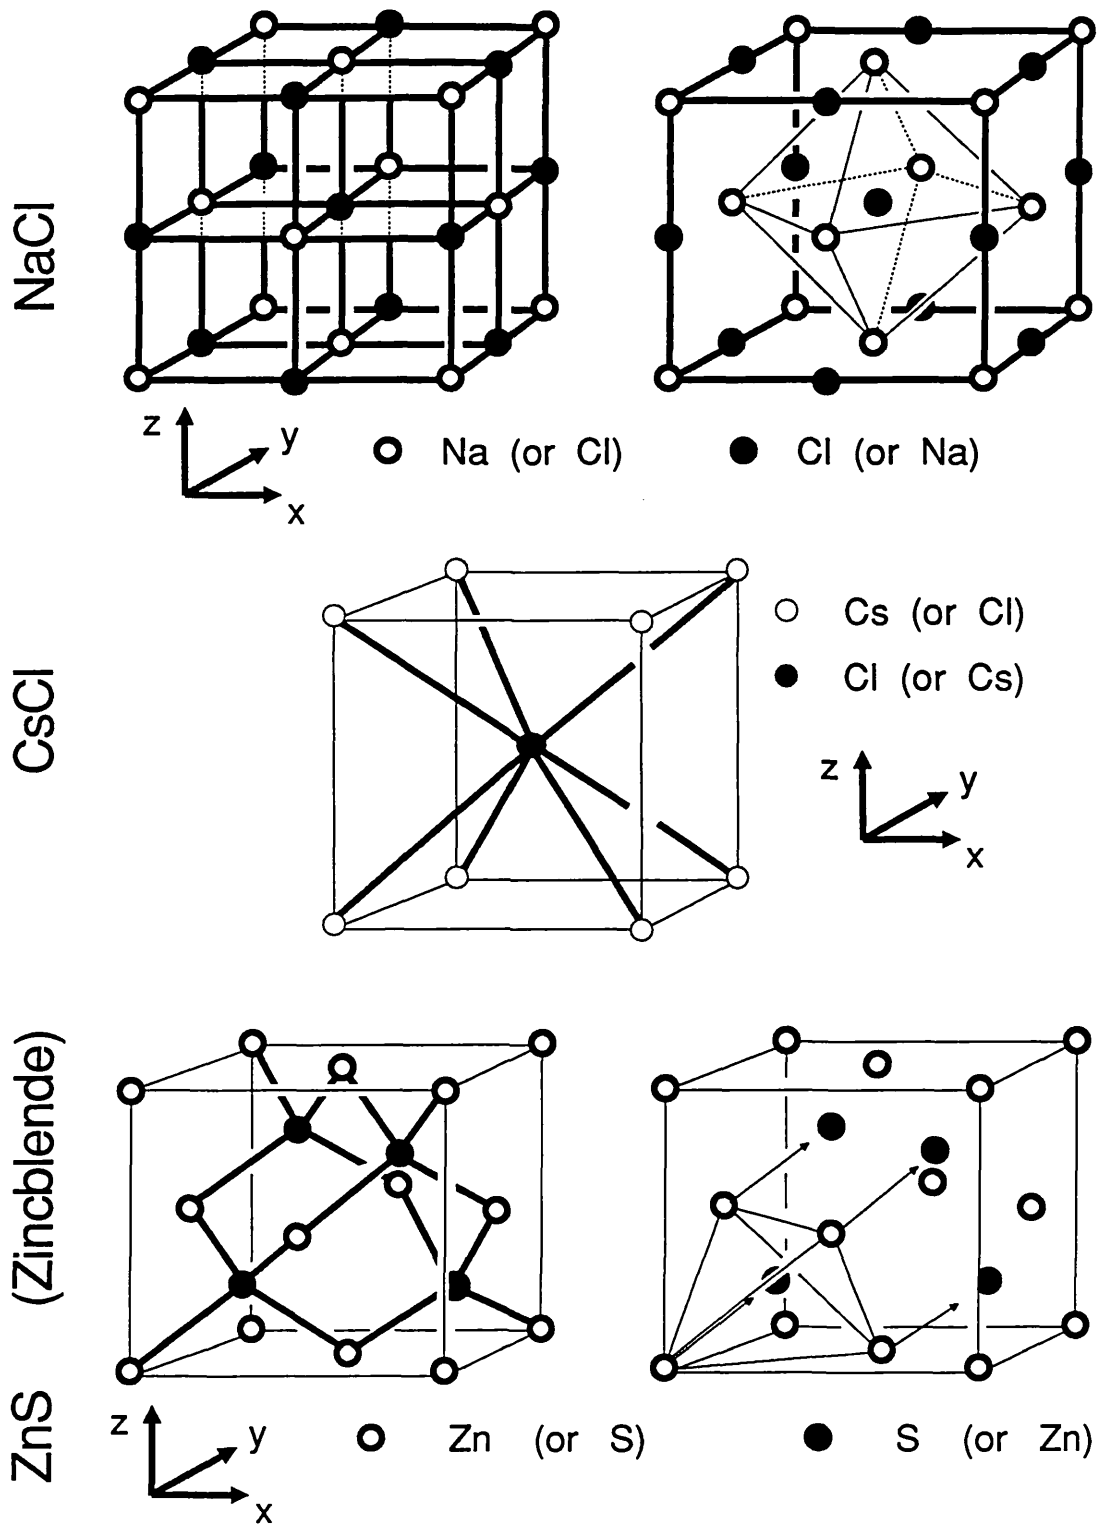 NaCl
z
y
x
Na (or Cl)
Cl (or Na)
CsCl
Cs (or Cl)
Cl (or Cs)
z
y
x
ZnS (Zincblende)
z
y
x
Zn (or S)
S (or Zn)